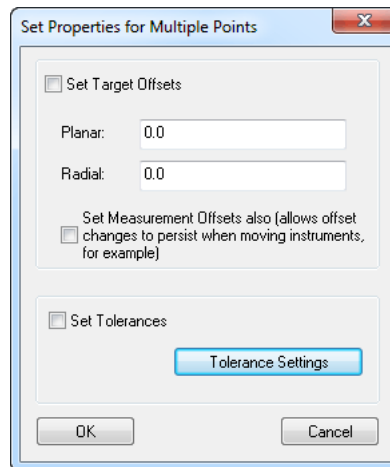 Set Properties for Multiple Points
Set Target Offsets
Planar: 0.0
Radial: 0.0
Set Measurement Offsets also (allows offset
changes to persist when moving instruments,
for example)
Set Tolerances
Tolerance Settings
OK Cancel